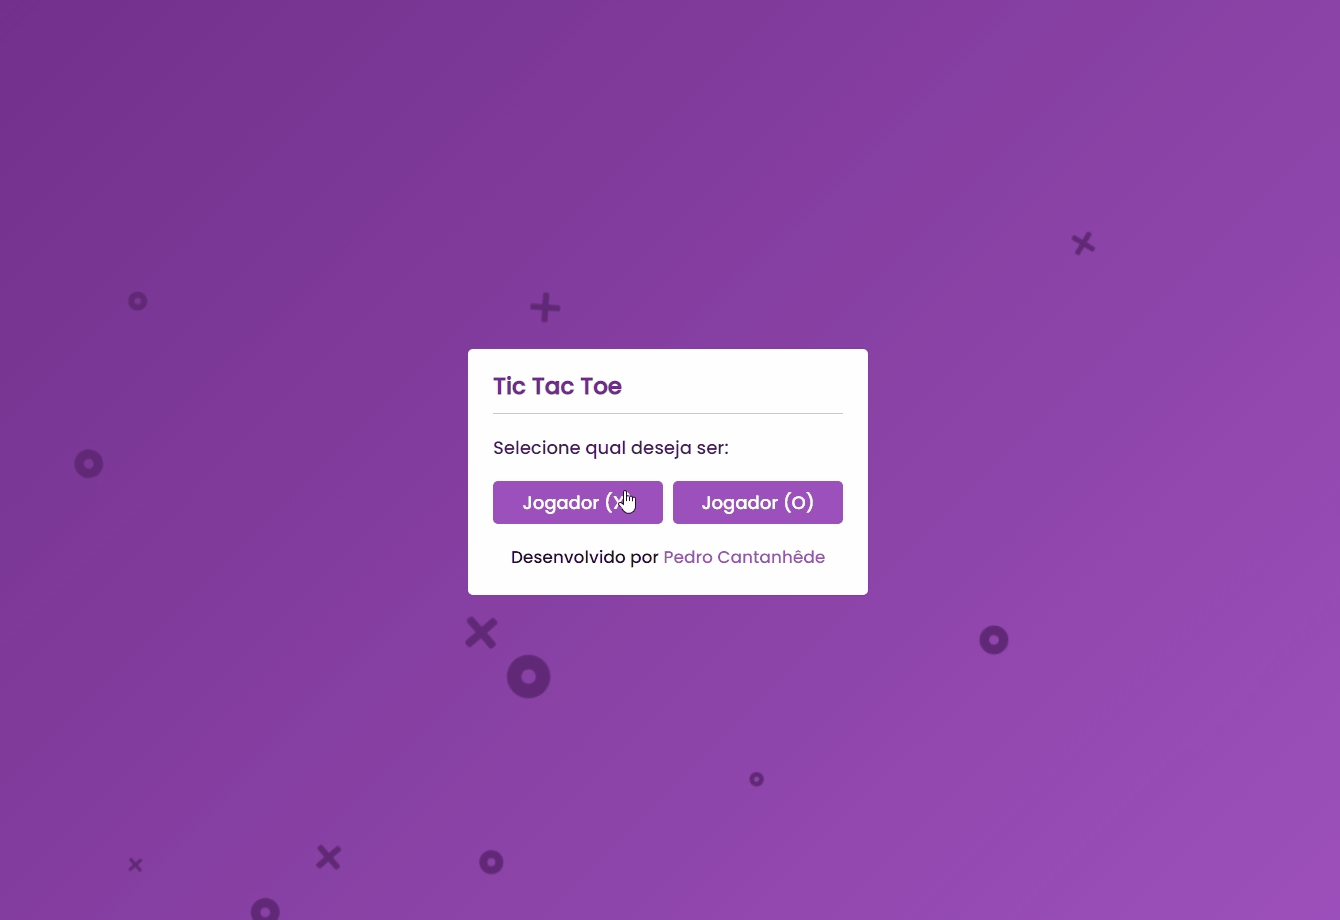 Tic Tac Toe
Selecione qual deseja ser:
Jogador (X
Jogador (O)
Desenvolvido por Pedro Cantanhêde